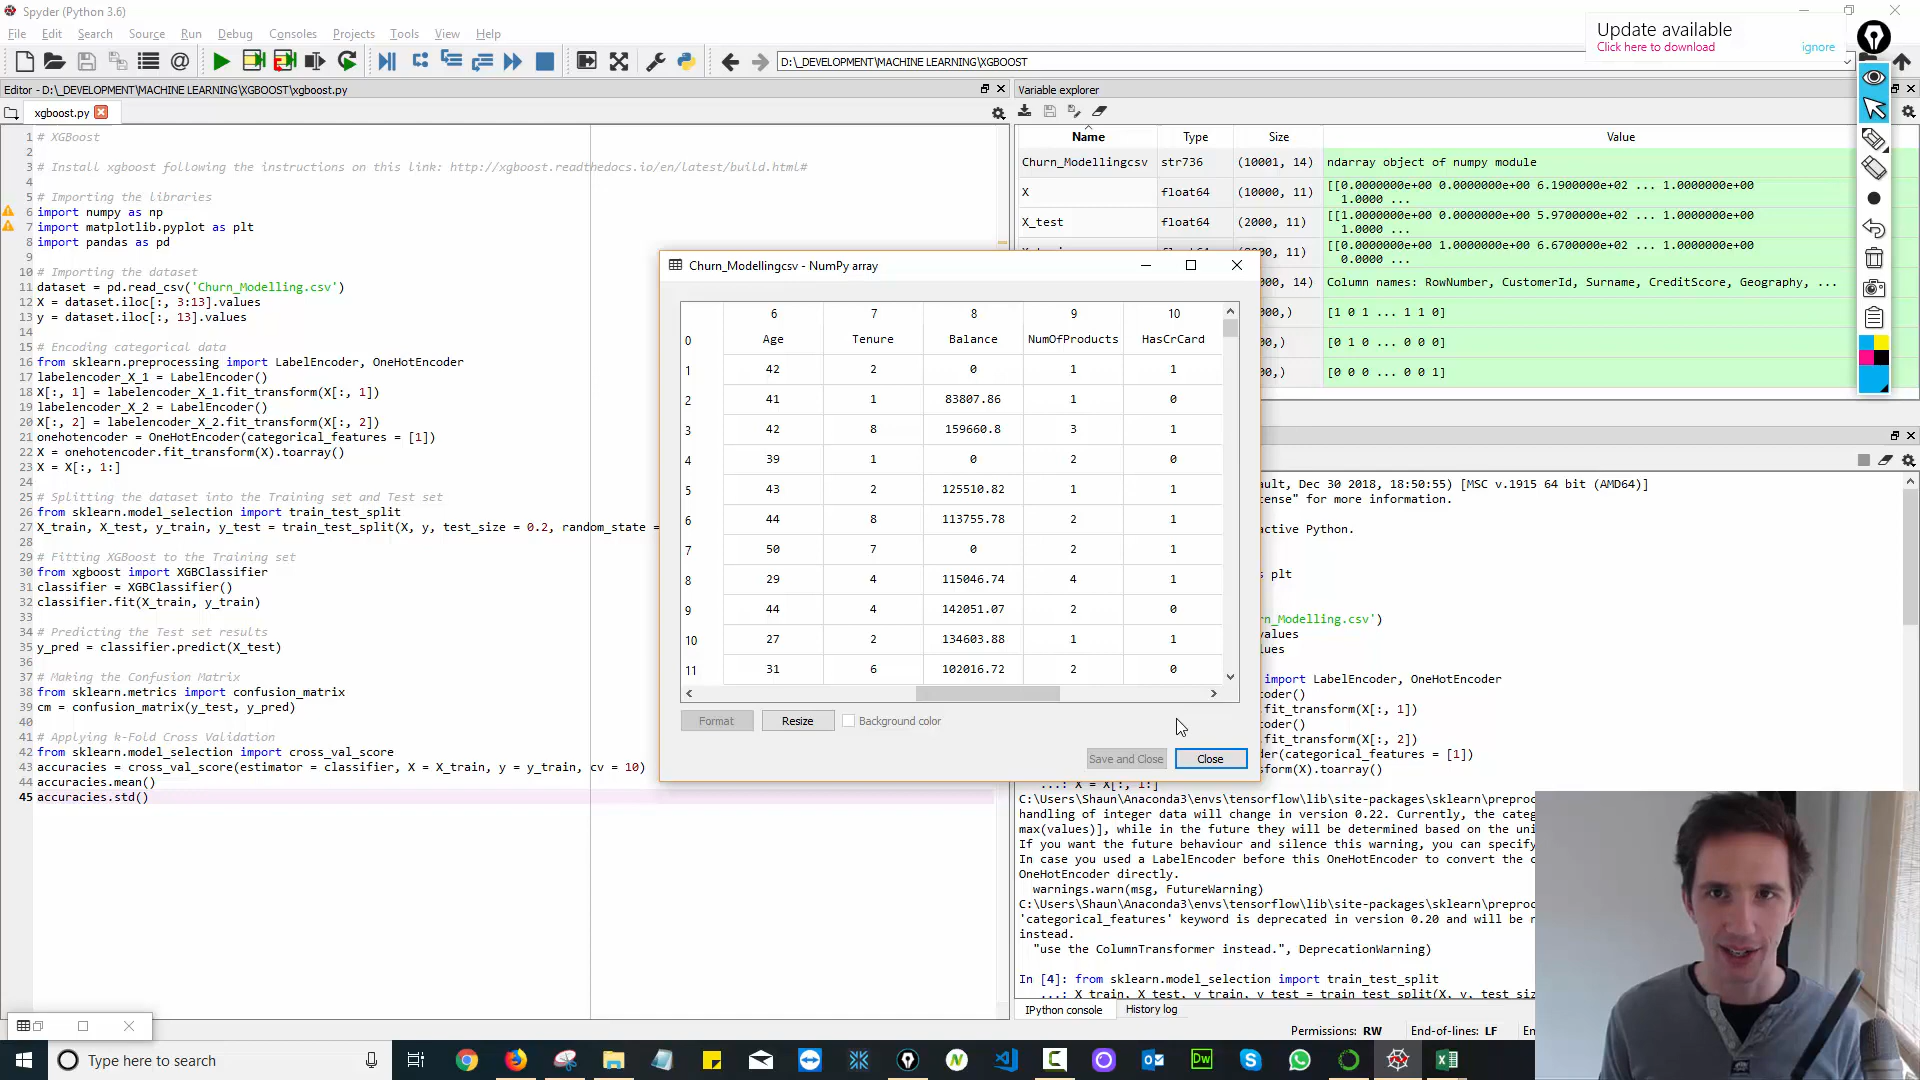 Spyder (Python 3.6)
File Edit Search Source Run Debug Consoles Projects Tools View Help
Update available
Click here to download ignore
D:\_DEVELOPMENT\MACHINE LEARNING\XGBOOST
Editor - D:\_DEVELOPMENT\MACHINE LEARNING\XGBOOST\xgboost.py
xgboost.py
1 # XGBoost
2
3 # Install xgboost following the instructions on this link: http://xgboost.readthedocs.io/en/latest/build.html#
4
5 # Importing the libraries
6 import numpy as np
7 import matplotlib.pyplot as plt
8 import pandas as pd
9
10 # Importing the dataset
11 dataset = pd.read_csv('Churn_Modelling.csv')
12 X = dataset.iloc[:, 3:13].values
13 y = dataset.iloc[:, 13].values
14
15 # Encoding categorical data
16 from sklearn.preprocessing import LabelEncoder, OneHotEncoder
17 labelencoder_X_1 = LabelEncoder()
18 X[:, 1] = labelencoder_X_1.fit_transform(X[:, 1])
19 labelencoder_X_2 = LabelEncoder()
20 X[:, 2] = labelencoder_X_2.fit_transform(X[:, 2])
21 onehotencoder = OneHotEncoder(categorical_features = [1])
22 X = onehotencoder.fit_transform(X).toarray()
23 X = X[:, 1:]
24
25 # Splitting the dataset into the Training set and Test set
26 from sklearn.model_selection import train_test_split
27 X_train, X_test, y_train, y_test = train_test_split(X, y, test_size = 0.2, random_state =
28
29 # Fitting XGBoost to the Training set
30 from xgboost import XGBClassifier
31 classifier = XGBClassifier()
32 classifier.fit(X_train, y_train)
33
34 # Predicting the Test set results
35 y_pred = classifier.predict(X_test)
36
37 # Making the Confusion Matrix
38 from sklearn.metrics import confusion_matrix
39 cm = confusion_matrix(y_test, y_pred)
40
41 # Applying k-Fold Cross Validation
42 from sklearn.model_selection import cross_val_score
43 accuracies = cross_val_score(estimator = classifier, X = X_train, y = y_train, cv = 10)
44 accuracies.mean()
45 accuracies.std()
Variable explorer
Name Type Size Value
Churn_Modellingcsv str736 (10001, 14) ndarray object of numpy module
X float64 (10000, 11) [[0.0000000e+00 0.0000000e+00 6.1900000e+02 ... 1.0000000e+00
1.0000 ...
X_test float64 (2000, 11) [[1.0000000e+00 0.0000000e+00 5.9700000e+02 ... 1.0000000e+00
1.0000 ...
[[0.0000000e+00 1.0000000e+00 6.6700000e+02 ... 1.0000000e+00
0.0000 ...
14) Column names: RowNumber, CustomerId, Surname, CreditScore, Geography, ...
,) [1 0 1 ... 1 1 0]
,) [0 1 0 ... 0 0 0]
,) [0 0 0 ... 0 0 1]
Churn_Modellingcsv - NumPy array
6 7 8 9 10
0 Age Tenure Balance NumOfProducts HasCrCard
1 42 2 0 1 1
2 41 1 83807.86 1 0
3 42 8 159660.8 3 1
4 39 1 0 2 0
5 43 2 125510.82 1 1
6 44 8 113755.78 2 1
7 50 7 0 2 1
8 29 4 115046.74 4 1
9 44 4 142051.07 2 0
10 27 2 134603.88 1 1
11 31 6 102016.72 2 0
Format Resize Background color
Save and Close Close
ault, Dec 30 2018, 18:50:55) [MSC v.1915 64 bit (AMD64)]
ense" for more information.
active Python.
s plt
rn_Modelling.csv')
values
ues
import LabelEncoder, OneHotEncoder
coder()
fit_transform(X[:, 1])
coder()
fit_transform(X[:, 2])
der(categorical_features = [1])
sform(X).toarray()
...: X = X[:, 1:]
C:\Users\Shaun\Anaconda3\envs\tensorflow\lib\site-packages\sklearn\preproc
handling of integer data will change in version 0.22. Currently, the categ
max(values)], while in the future they will be determined based on the uni
If you want the future behaviour and silence this warning, you can specify
In case you used a LabelEncoder before this OneHotEncoder to convert the c
OneHotEncoder directly.
warnings.warn(msg, FutureWarning)
C:\Users\Shaun\Anaconda3\envs\tensorflow\lib\site-packages\sklearn\preproc
'categorical_features' keyword is deprecated in version 0.20 and will be r
instead.
"use the ColumnTransformer instead.", DeprecationWarning)
In [4]: from sklearn.model_selection import train_test_split
...: X_train, X_test, y_train, y_test = train_test_split(X, y, test_siz
IPython console History log
Permissions: RW End-of-lines: LF En
Type here to search